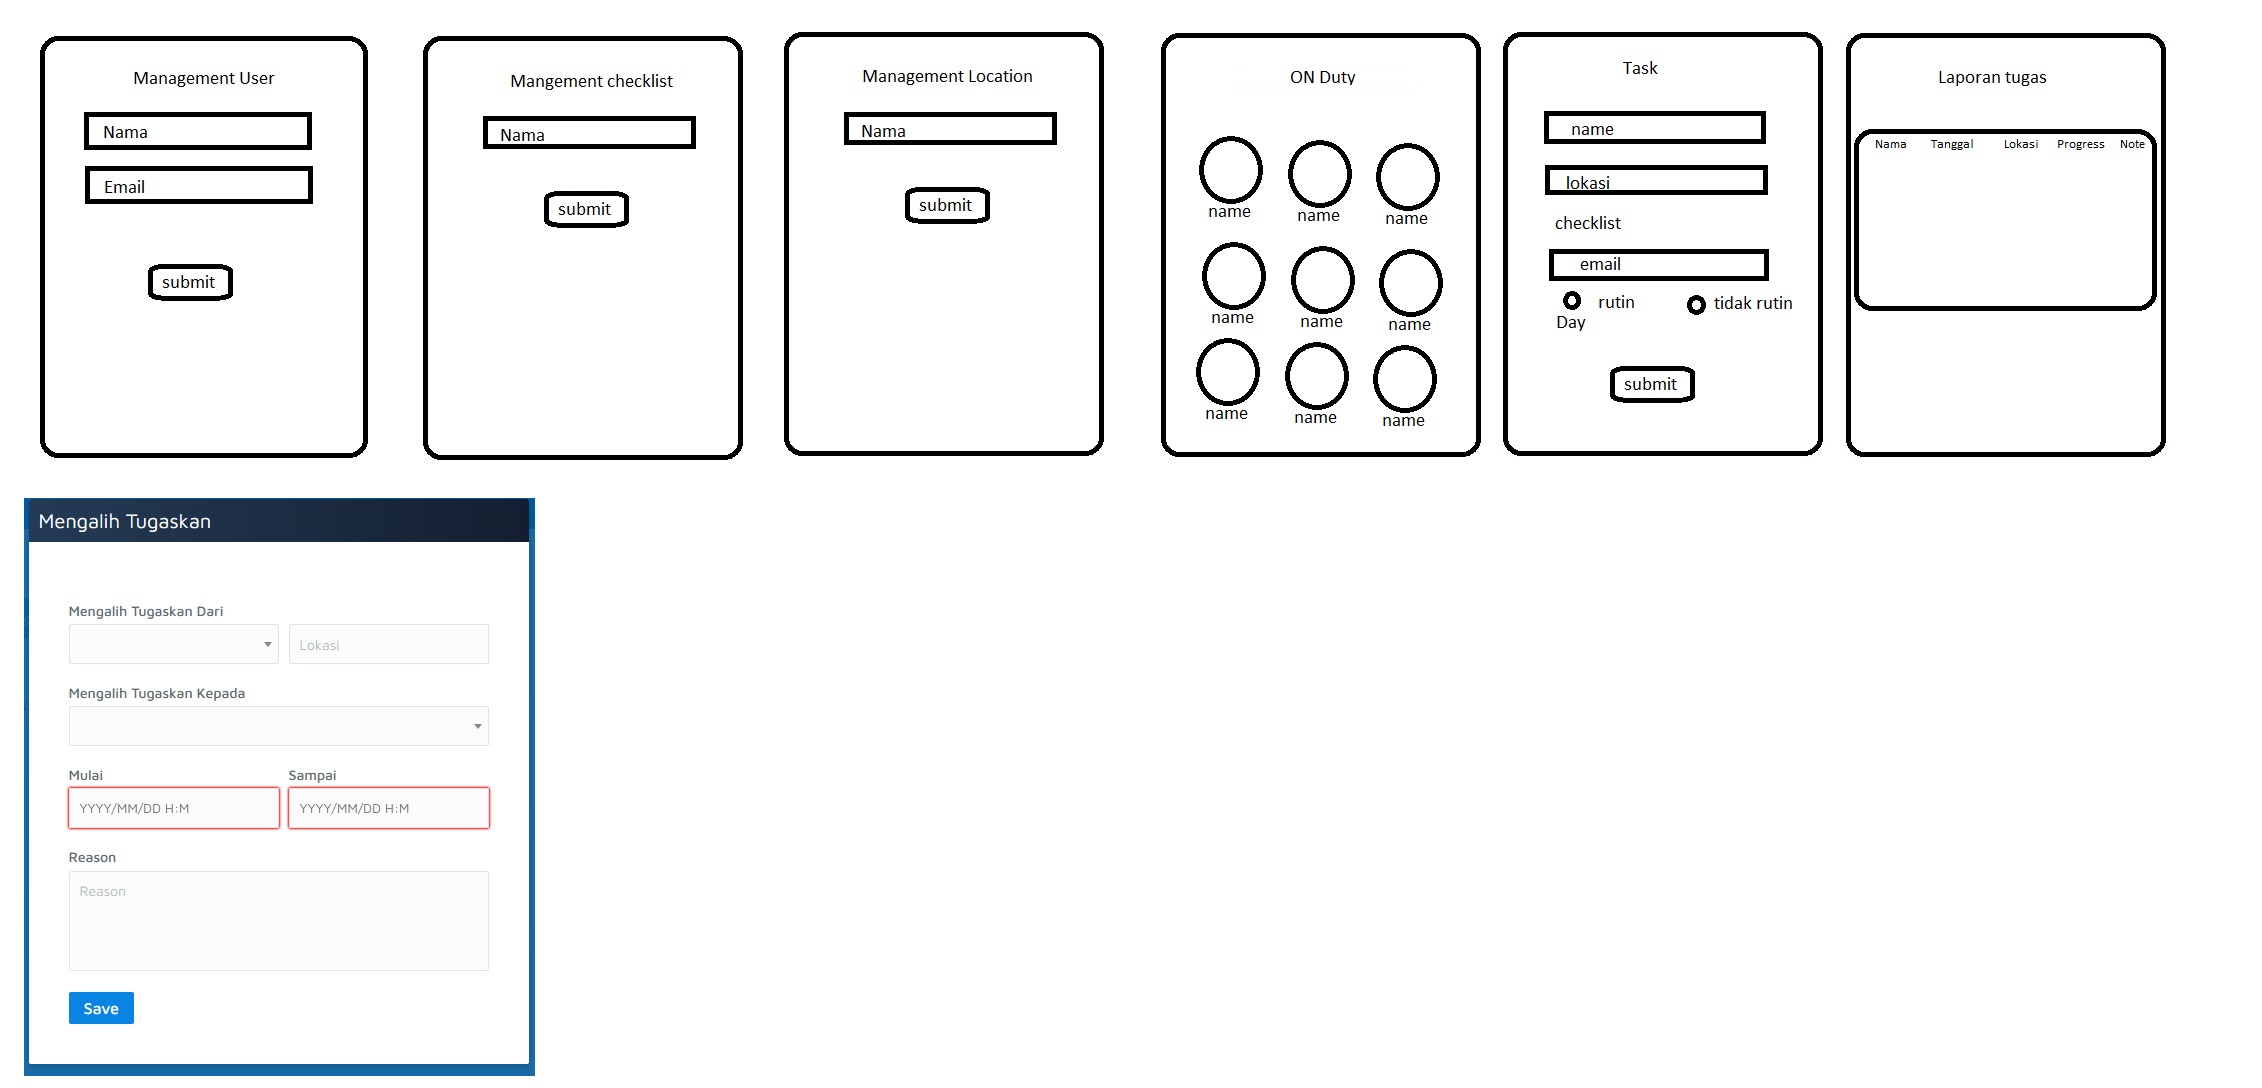 Management User
Nama
Email
submit
Mangement checklist
Nama
submit
Management Location
Nama
submit
ON Duty
name name name
name name name
name name name
Task
name
lokasi
checklist
email
rutin tidak rutin
Day
submit
Laporan tugas
Nama Tanggal Lokasi Progress Note
Mengalih Tugaskan
Mengalih Tugaskan Dari
Lokasi
Mengalih Tugaskan Kepada
Mulai Sampai
YYYY/MM/DD H:M YYYY/MM/DD H:M
Reason
Reason
Save